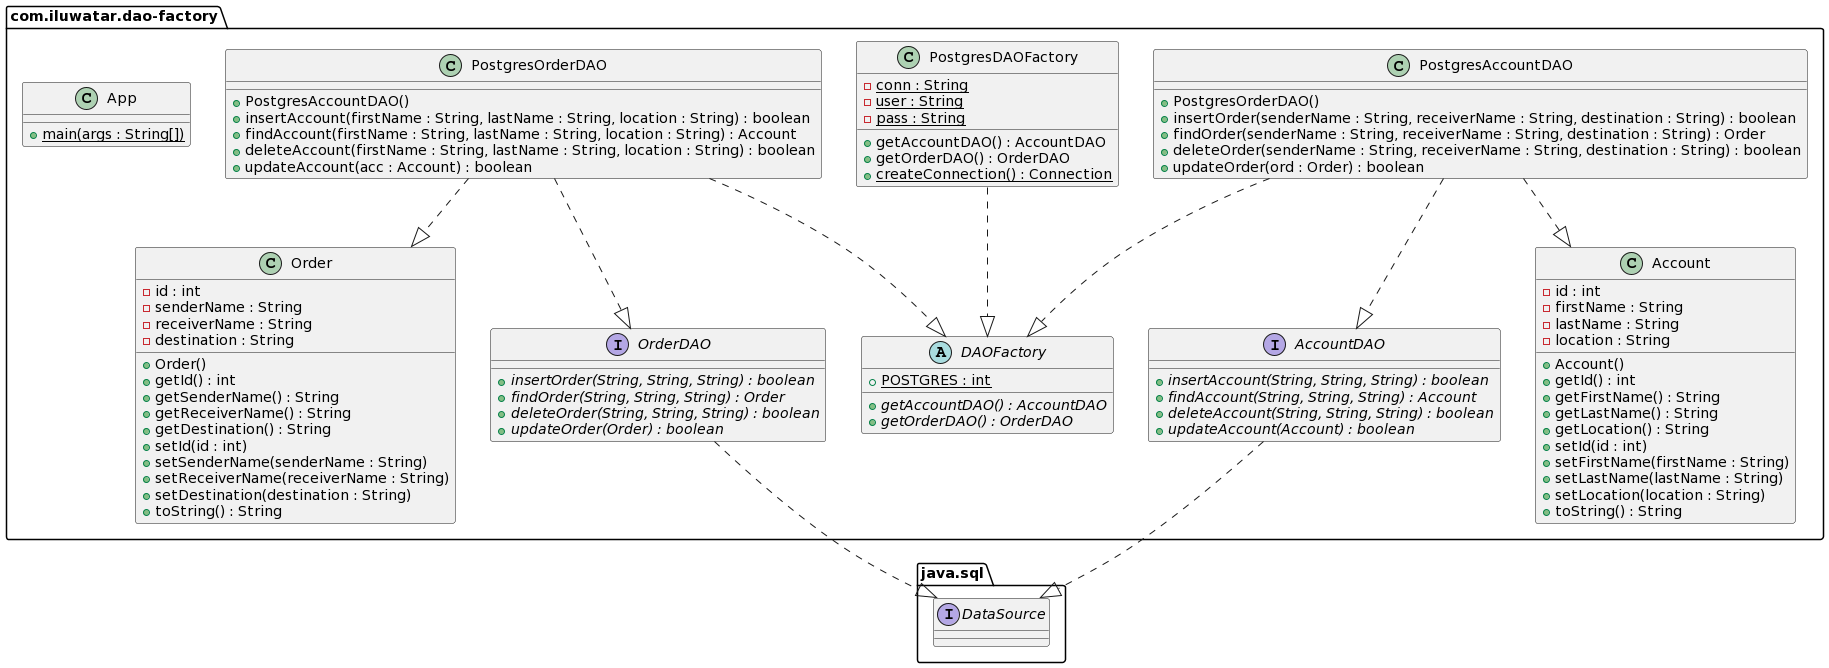 com.iluwatar.dao-factory
C App
main(args : String[])
C PostgresOrderDAO
PostgresAccountDAO()
insertAccount(firstName : String, lastName : String, location : String) : boolean
findAccount(firstName : String, lastName : String, location : String) : Account
deleteAccount(firstName : String, lastName : String, location : String) : boolean
updateAccount(acc : Account) : boolean
C PostgresDAOFactory
conn : String
user : String
pass : String
getAccountDAO() : AccountDAO
getOrderDAO() : OrderDAO
createConnection() : Connection
C PostgresAccountDAO
PostgresOrderDAO()
insertOrder(senderName : String, receiverName : String, destination : String) : boolean
findOrder(senderName : String, receiverName : String, destination : String) : Order
deleteOrder(senderName : String, receiverName : String, destination : String) : boolean
updateOrder(ord : Order) : boolean
C Order
id : int
senderName : String
receiverName : String
destination : String
Order()
getId() : int
getSenderName() : String
getReceiverName() : String
getDestination() : String
setId(id : int)
setSenderName(senderName : String)
setReceiverName(receiverName : String)
setDestination(destination : String)
toString() : String
I OrderDAO
insertOrder(String, String, String) : boolean
findOrder(String, String, String) : Order
deleteOrder(String, String, String) : boolean
updateOrder(Order) : boolean
A DAOFactory
POSTGRES : int
getAccountDAO() : AccountDAO
getOrderDAO() : OrderDAO
I AccountDAO
insertAccount(String, String, String) : boolean
findAccount(String, String, String) : Account
deleteAccount(String, String, String) : boolean
updateAccount(Account) : boolean
C Account
id : int
firstName : String
lastName : String
location : String
Account()
getId() : int
getFirstName() : String
getLastName() : String
getLocation() : String
setId(id : int)
setFirstName(firstName : String)
setLastName(lastName : String)
setLocation(location : String)
toString() : String
java.sql
I DataSource